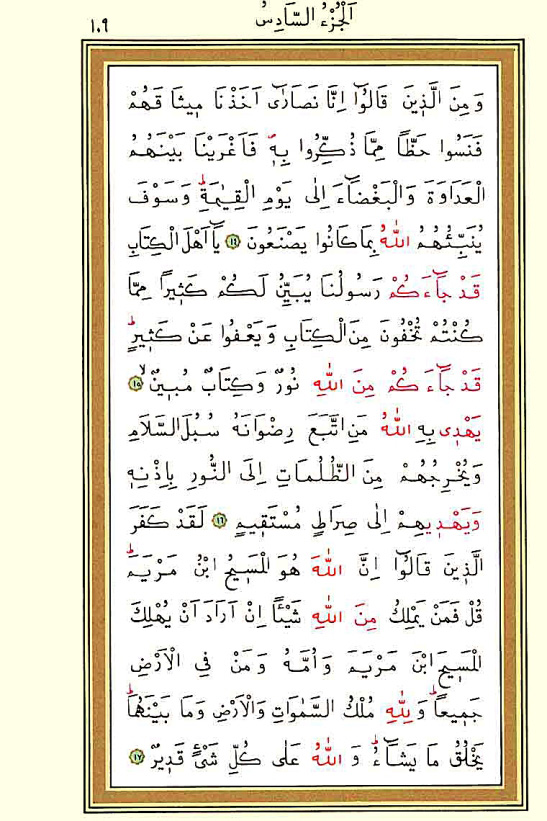 اَلْجُزْءُ السَّادِسُ
١٠٩
وَمِنَ الَّذِينَ قَالُٓوا اِنَّا نَصَارٰٓى اَخَذْنَا مِيثَاقَهُمْ
فَنَسُوا حَظًّا مِمَّا ذُكِّرُوا بِهِۖ فَاَغْرَيْنَا بَيْنَهُمُ
الْعَدَاوَةَ وَالْبَغْضَٓاءَ اِلٰى يَوْمِ الْقِيٰمَةِۜ وَسَوْفَ
يُنَبِّئُهُمُ اللّٰهُ بِمَا كَانُوا يَصْنَعُونَ ﴿١٤﴾ يَٓا اَهْلَ الْكِتَابِ
قَدْ جَٓاءَكُمْ رَسُولُنَا يُبَيِّنُ لَكُمْ كَثِيرًا مِمَّا
كُنْتُمْ تُخْفُونَ مِنَ الْكِتَابِ وَيَعْفُوا عَنْ كَثِيرٍۜ
قَدْ جَٓاءَكُمْ مِنَ اللّٰهِ نُورٌ وَكِتَابٌ مُبِينٌۙ ﴿١٥﴾
يَهْدِى بِهِ اللّٰهُ مَنِ اتَّبَعَ رِضْوَانَهُ سُبُلَ السَّلَامِ
وَيُخْرِجُهُمْ مِنَ الظُّلُمَاتِ اِلَى النُّورِ بِاِذْنِهِ
وَيَهْدِيهِمْ اِلٰى صِرَاطٍ مُسْتَقِيمٍ ﴿١٦﴾ لَقَدْ كَفَرَ
الَّذِينَ قَالُٓوا اِنَّ اللّٰهَ هُوَ الْمَسِيحُ ابْنُ مَرْيَمَۜ
قُلْ فَمَنْ يَمْلِكُ مِنَ اللّٰهِ شَيْـًٔا اِنْ اَرَادَ اَنْ يُهْلِكَ
الْمَسِيحَ ابْنَ مَرْيَمَ وَاُمَّهُ وَمَنْ فِى الْاَرْضِ
جَمِيعًاۜ وَلِلّٰهِ مُلْكُ السَّمٰوَاتِ وَالْاَرْضِ وَمَا بَيْنَهُمَاۜ
يَخْلُقُ مَا يَشَٓاءُۜ وَاللّٰهُ عَلٰى كُلِّ شَىْءٍ قَدِيرٌ ﴿١٧﴾